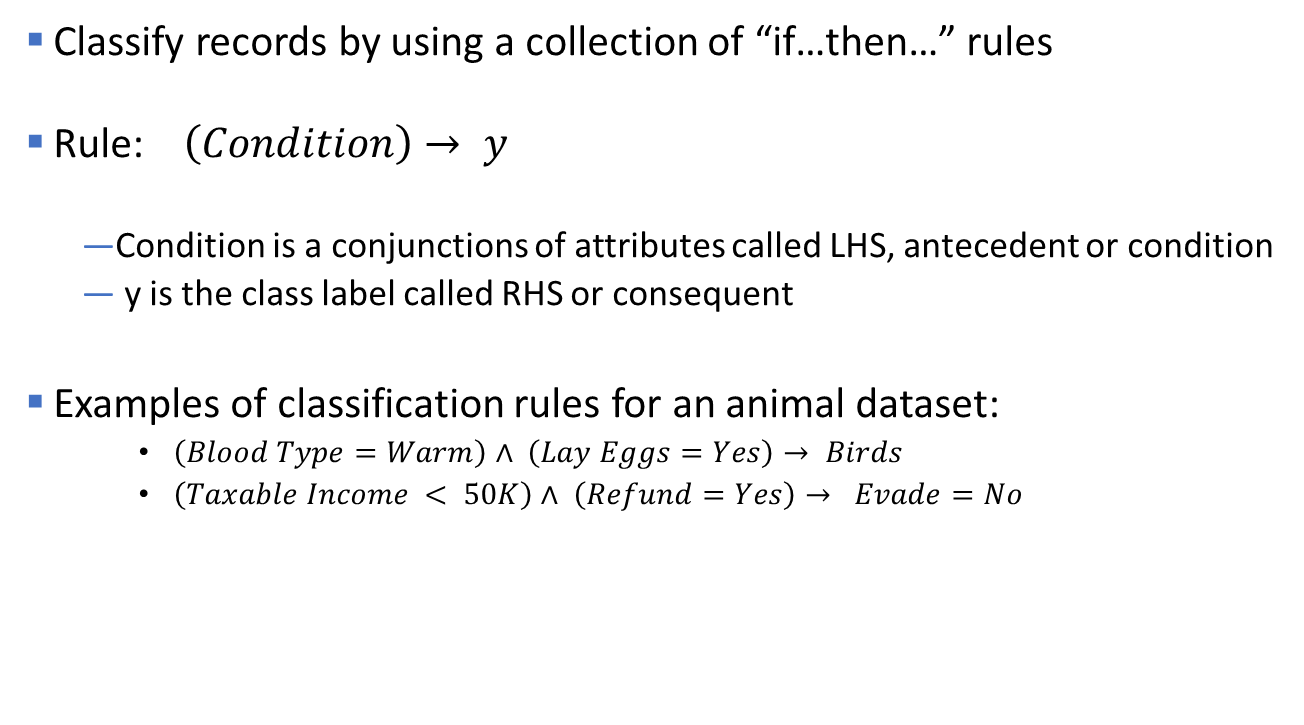 ▪ Classify records by using a collection of “if…then…” rules
▪ Rule: (Condition) → y
—Condition is a conjunctions of attributes called LHS, antecedent or condition
— y is the class label called RHS or consequent
▪ Examples of classification rules for an animal dataset:
• (Blood Type = Warm) ∧ (Lay Eggs = Yes) → Birds
• (Taxable Income < 50K) ∧ (Refund = Yes) → Evade = No